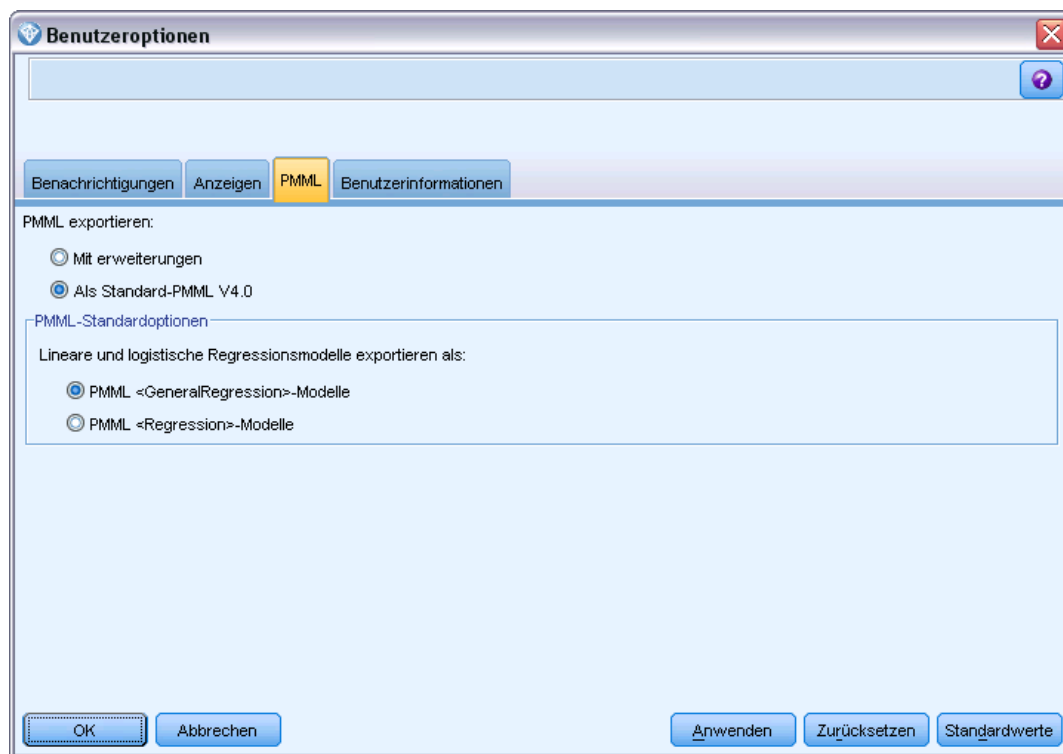 Benutzeroptionen
?
Benachrichtigungen Anzeigen PMML Benutzerinformationen
PMML exportieren:
Mit erweiterungen
Als Standard-PMML V4.0
PMML-Standardoptionen
Lineare und logistische Regressionsmodelle exportieren als:
PMML <GeneralRegression>-Modelle
PMML <Regression>-Modelle
OK Abbrechen Anwenden Zurücksetzen Standardwerte